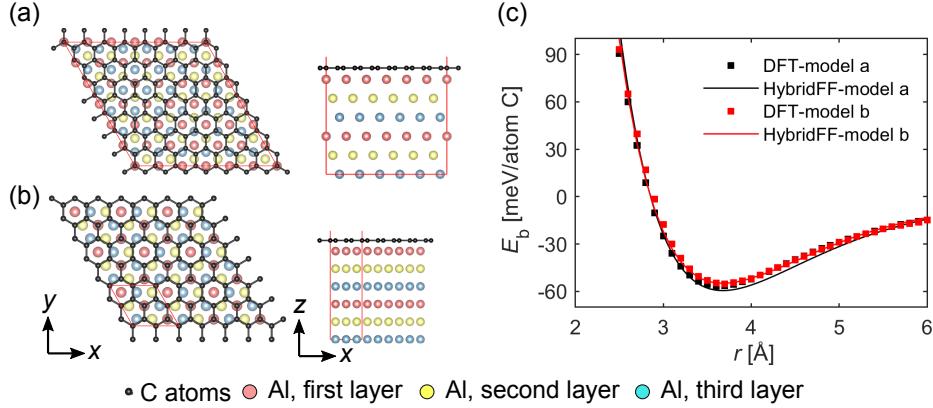 (a)
(b)
y
x
z
x
C atoms
Al, first layer
Al, second layer
Al, third layer
(c)
DFT-model a
HybridFF-model a
DFT-model b
HybridFF-model b
90
60
30
0
-30
-60
E_b [meV/atom C]
2 3 4 5 6
r [Å]